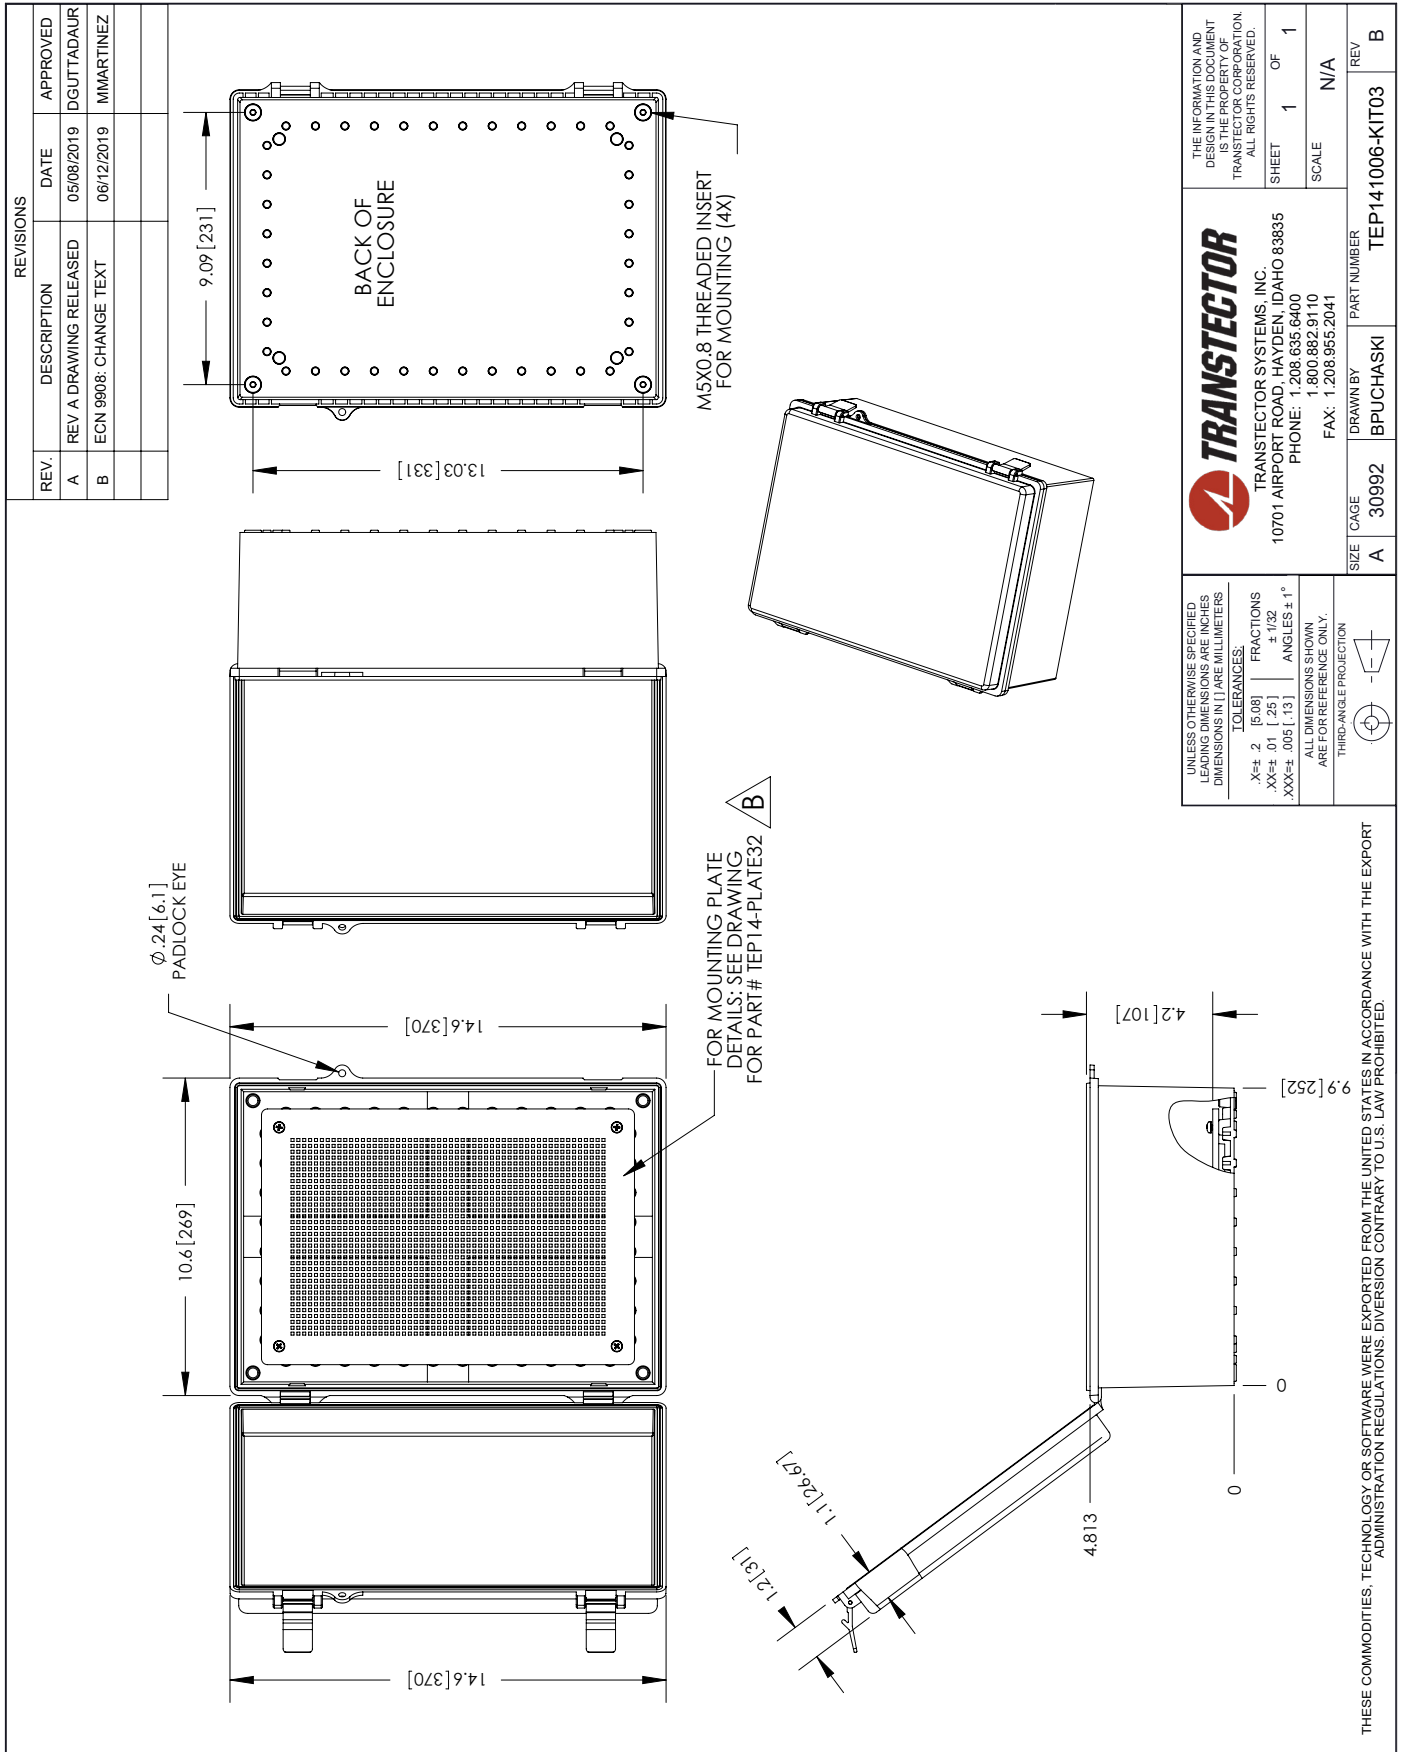 REVISIONS
REV.
DESCRIPTION
DATE
APPROVED
A
REV A DRAWING RELEASED
05/08/2019
DGUTTADAUR
B
ECN 9908: CHANGE TEXT
06/12/2019
MMARTINEZ
Ø.24 [6.1]
PADLOCK EYE
10.6 [269]
14.6 [370]
14.6 [370]
9.09 [231]
13.03 [331]
BACK OF
ENCLOSURE
M5X0.8 THREADED INSERT
FOR MOUNTING (4X)
FOR MOUNTING PLATE
DETAILS: SEE DRAWING
FOR PART# TEP14-PLATE32
B
1.2 [31]
1.1 [26.67]
4.813
0
0
4.2 [107]
9.9 [252]
UNLESS OTHERWISE SPECIFIED
LEADING DIMENSIONS ARE INCHES
DIMENSIONS IN [ ] ARE MILLIMETERS
TOLERANCES:
.X=± .2 [5.08]
.XX=± .01 [ .25 ]
.XXX=± .005 [ .13 ]
FRACTIONS
± 1/32
ANGLES ± 1°
ALL DIMENSIONS SHOWN
ARE FOR REFERENCE ONLY.
THIRD-ANGLE PROJECTION
TRANSTECTOR
TRANSTECTOR SYSTEMS, INC.
10701 AIRPORT ROAD, HAYDEN, IDAHO 83835
PHONE: 1.208.635.6400
1.800.882.9110
FAX: 1.208.955.2041
THE INFORMATION AND
DESIGN IN THIS DOCUMENT
IS THE PROPERTY OF
TRANSTECTOR CORPORATION.
ALL RIGHTS RESERVED.
SHEET 1 OF 1
SCALE N/A
SIZE
A
CAGE
30992
DRAWN BY
BPUCHASKI
PART NUMBER
TEP141006-KIT03
REV
B
THESE COMMODITIES, TECHNOLOGY OR SOFTWARE WERE EXPORTED FROM THE UNITED STATES IN ACCORDANCE WITH THE EXPORT
ADMINISTRATION REGULATIONS. DIVERSION CONTRARY TO U.S. LAW PROHIBITED.